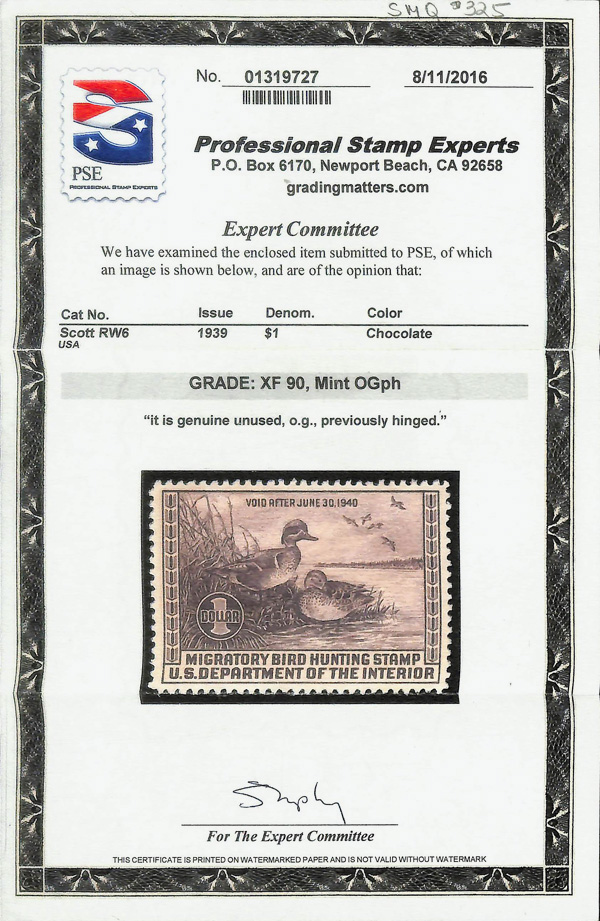 SMQ $325
No. 01319727 8/11/2016
PSE
PROFESSIONAL STAMP EXPERTS
Professional Stamp Experts
P.O. Box 6170, Newport Beach, CA 92658
gradingmatters.com
Expert Committee
We have examined the enclosed item submitted to PSE, of which
an image is shown below, and are of the opinion that:
Cat No. Issue Denom. Color
Scott RW6 1939 $1 Chocolate
USA
GRADE: XF 90, Mint OGph
“it is genuine unused, o.g., previously hinged.”
VOID AFTER JUNE 30, 1940
1
DOLLAR
MIGRATORY BIRD HUNTING STAMP
U.S. DEPARTMENT OF THE INTERIOR
For The Expert Committee
THIS CERTIFICATE IS PRINTED ON WATERMARKED PAPER AND IS NOT VALID WITHOUT WATERMARK